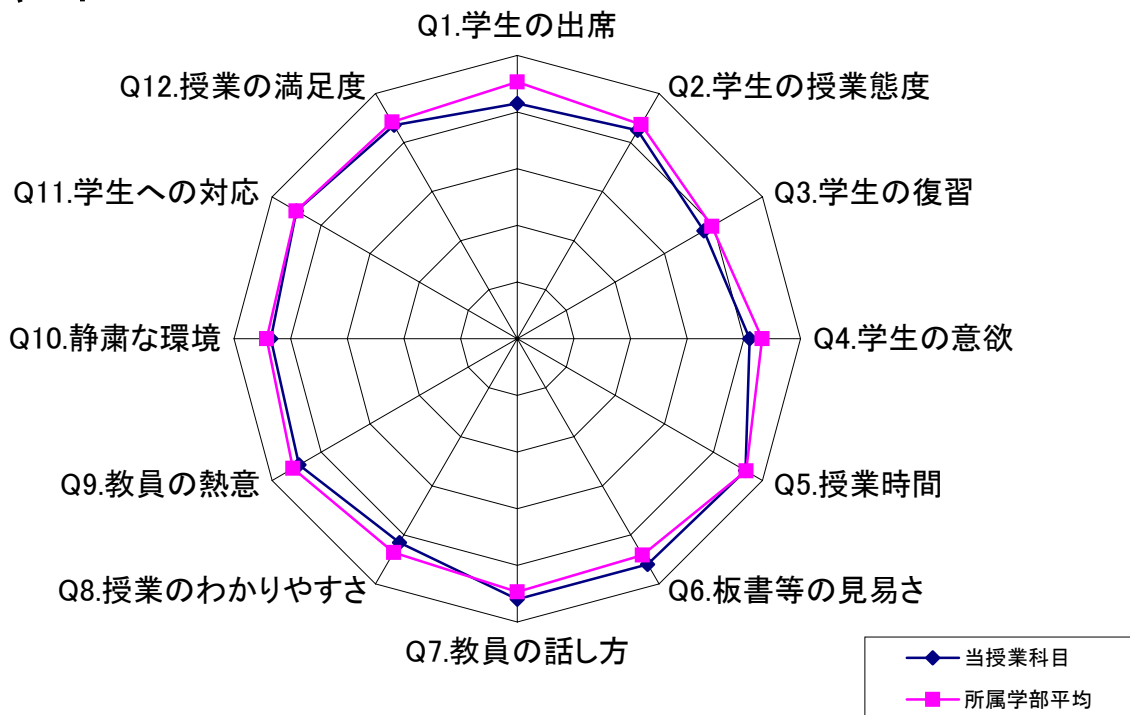 Q1.学生の出席
Q2.学生の授業態度
Q3.学生の復習
Q4.学生の意欲
Q5.授業時間
Q6.板書等の見易さ
Q7.教員の話し方
Q8.授業のわかりやすさ
Q9.教員の熱意
Q10.静粛な環境
Q11.学生への対応
Q12.授業の満足度
当授業科目
所属学部平均